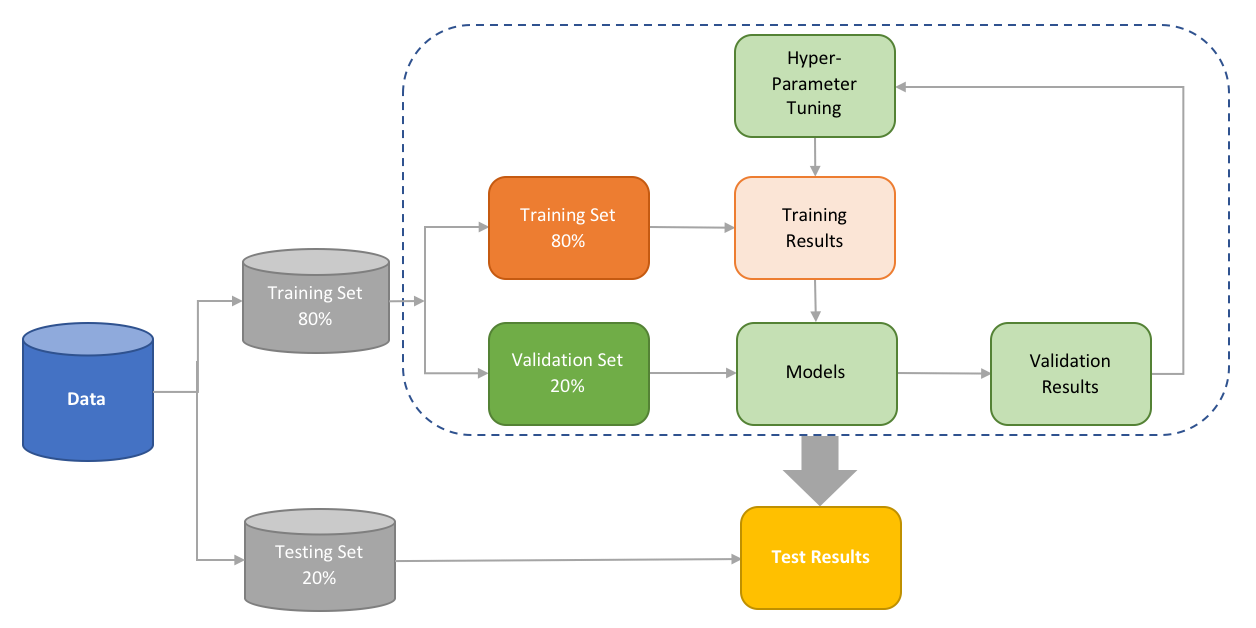 Hyper-
Parameter
Tuning
Training Set
80%
Training
Results
Training Set
80%
Validation Set
20%
Models
Validation
Results
Data
Testing Set
20%
Test Results